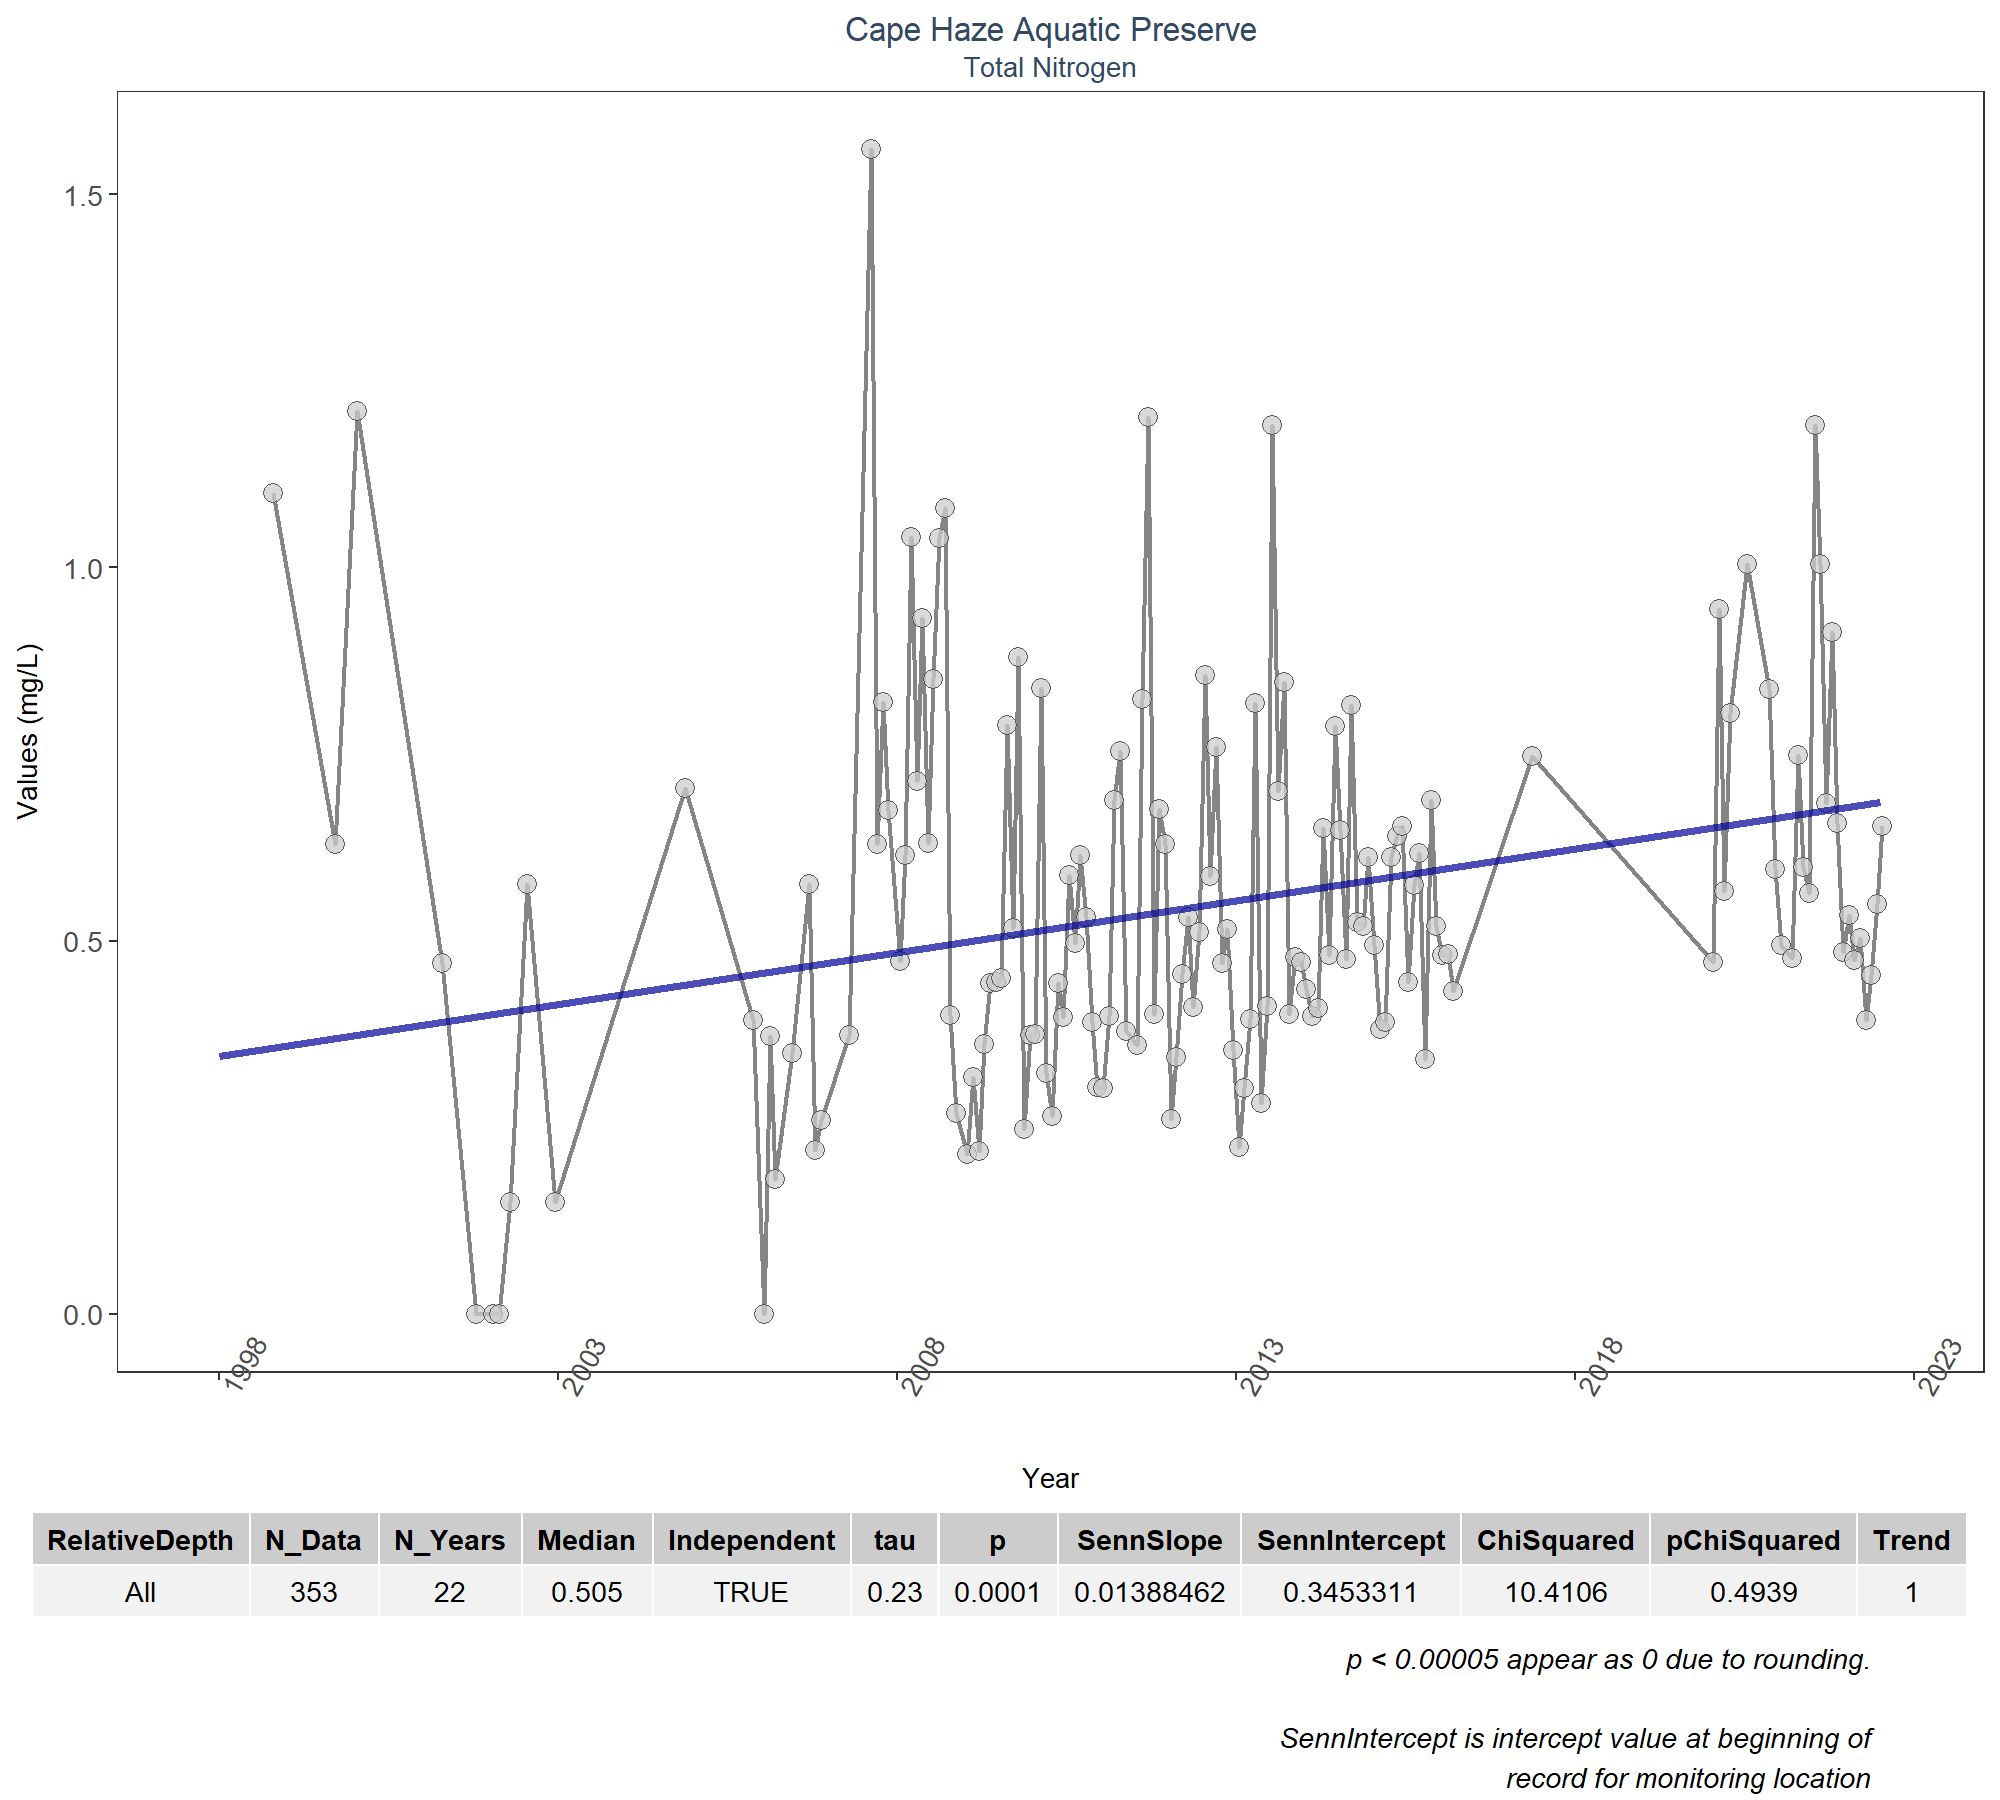 Cape Haze Aquatic Preserve
Total Nitrogen
Values (mg/L)
1.5
1.0
0.5
0.0
1998 2003 2008 2013 2018 2023
Year
RelativeDepth N_Data N_Years Median Independent tau p SennSlope SennIntercept ChiSquared pChiSquared Trend
All 353 22 0.505 TRUE 0.23 0.0001 0.01388462 0.3453311 10.4106 0.4939 1
p < 0.00005 appear as 0 due to rounding.
SennIntercept is intercept value at beginning of
record for monitoring location